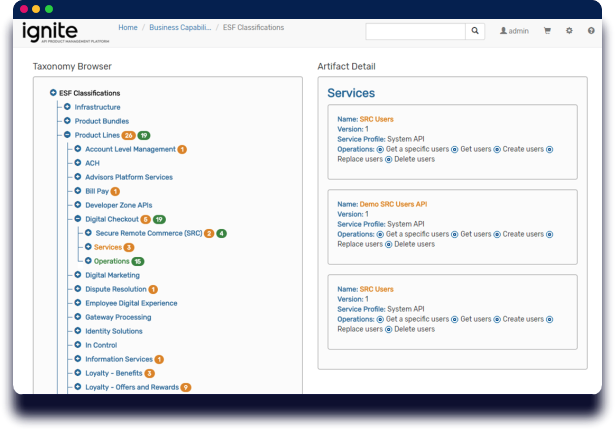 ignite
API PRODUCT MANAGEMENT PLATFORM
Home / Business Capabili... / ESF Classifications
admin
Taxonomy Browser
ESF Classifications
Infrastructure
Product Bundles
Product Lines 26 19
Account Level Management 1
ACH
Advisors Platform Services
Bill Pay 1
Developer Zone APIs
Digital Checkout 5 19
Secure Remote Commerce (SRC) 2 4
Services 3
Operations 15
Digital Marketing
Dispute Resolution 1
Employee Digital Experience
Gateway Processing
Identity Solutions
In Control
Information Services 1
Loyalty - Benefits 3
Loyalty - Offers and Rewards 9
Artifact Detail
Services
Name: SRC Users
Version: 1
Service Profile: System API
Operations: Get a specific users Get users Create users
Replace users Delete users
Name: Demo SRC Users API
Version: 1
Service Profile: System API
Operations: Get a specific users Get users Create users
Replace users Delete users
Name: SRC Users
Version: 1
Service Profile: System API
Operations: Get a specific users Get users Create users
Replace users Delete users